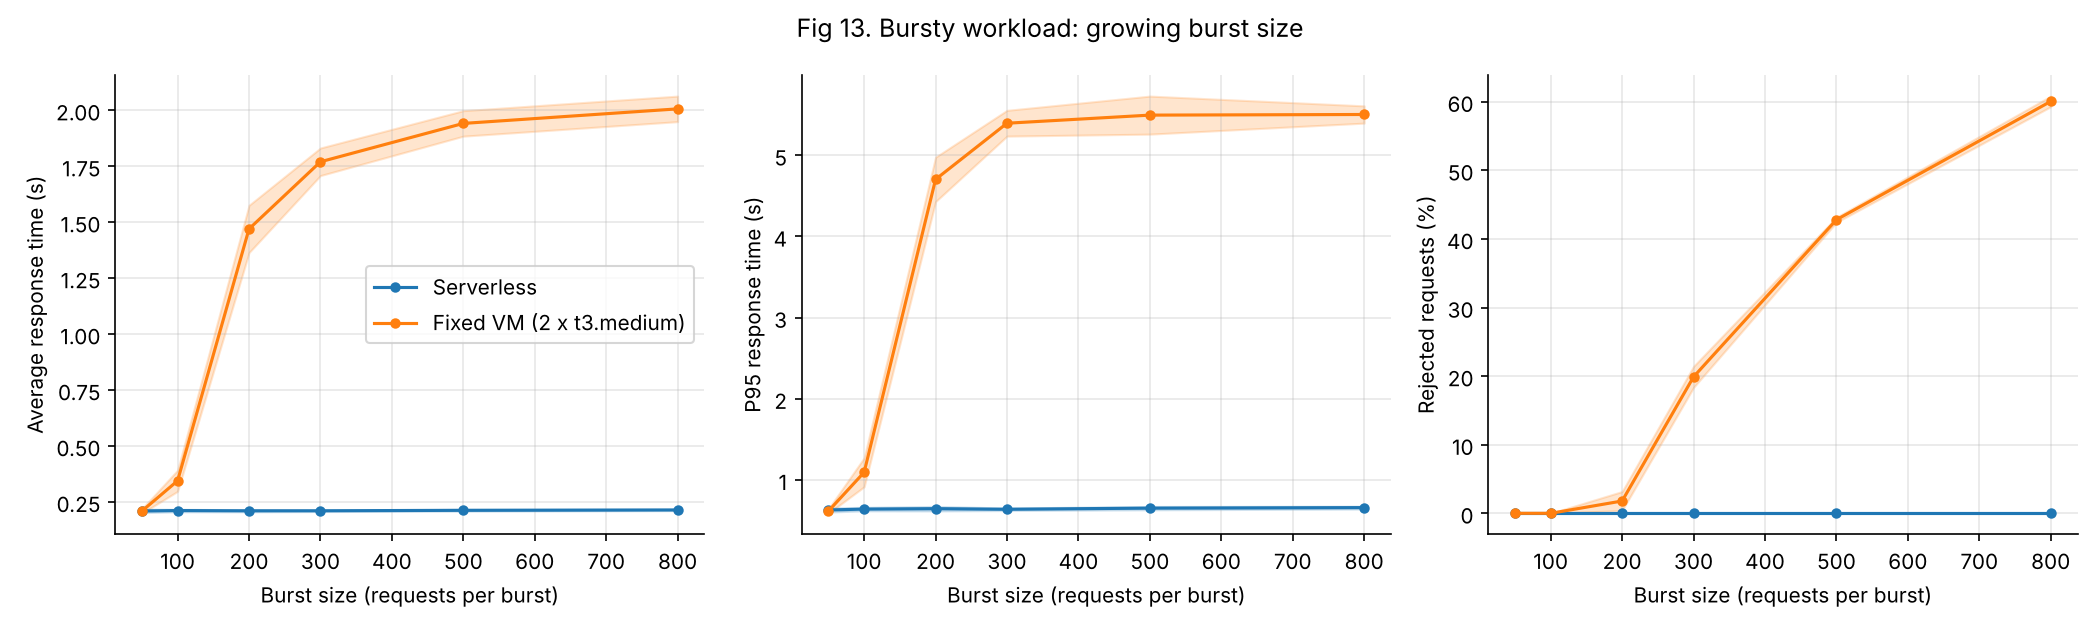 Fig 13. Bursty workload: growing burst size
Average response time (s)
2.00
1.75
1.50
1.25
1.00
0.75
0.50
0.25
Serverless
Fixed VM (2 x t3.medium)
100 200 300 400 500 600 700 800
Burst size (requests per burst)
P95 response time (s)
5
4
3
2
1
100 200 300 400 500 600 700 800
Burst size (requests per burst)
Rejected requests (%)
60
50
40
30
20
10
0
100 200 300 400 500 600 700 800
Burst size (requests per burst)